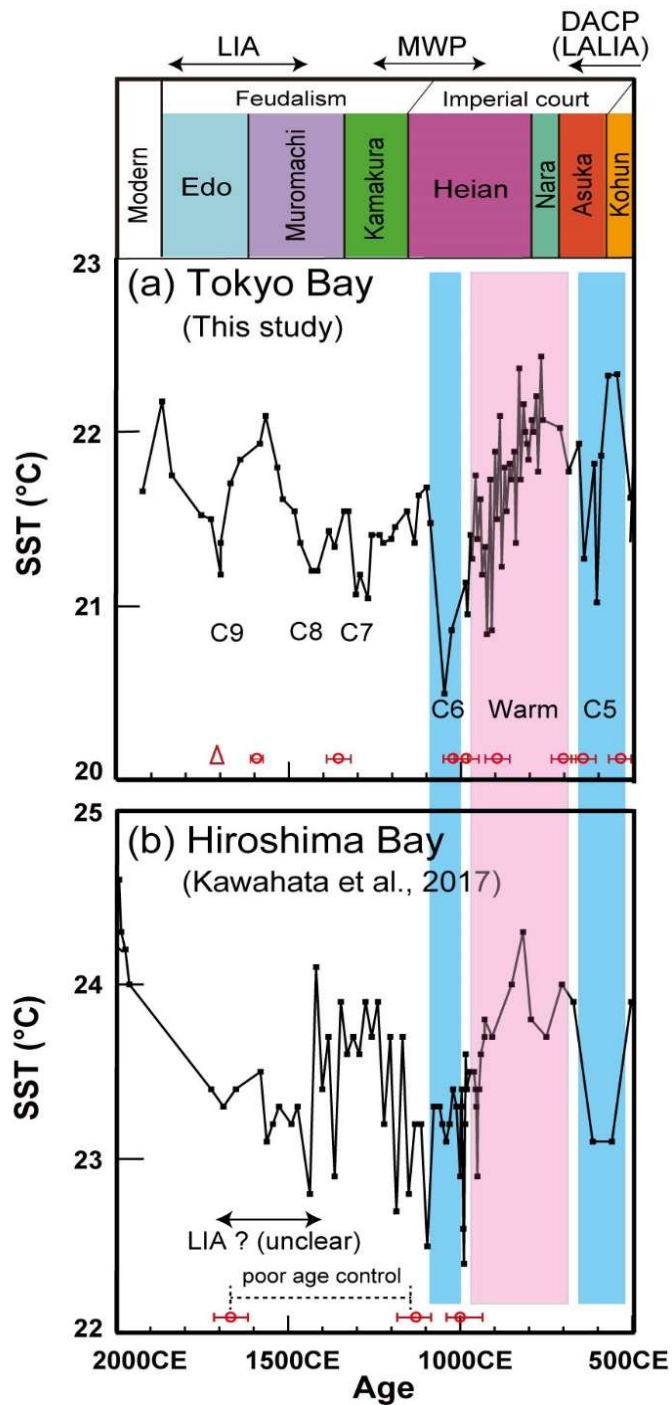 LIA
MWP
DACP
(LALIA)
Feudalism
Imperial court
Modern
Edo
Muromachi
Kamakura
Heian
Nara
Asuka
Kohun
23
(a) Tokyo Bay
(This study)
22
SST (°C)
21
C9
C8
C7
C6
Warm
C5
20
25
(b) Hiroshima Bay
(Kawahata et al., 2017)
24
SST (°C)
23
LIA ? (unclear)
poor age control
22
2000CE
1500CE
1000CE
500CE
Age